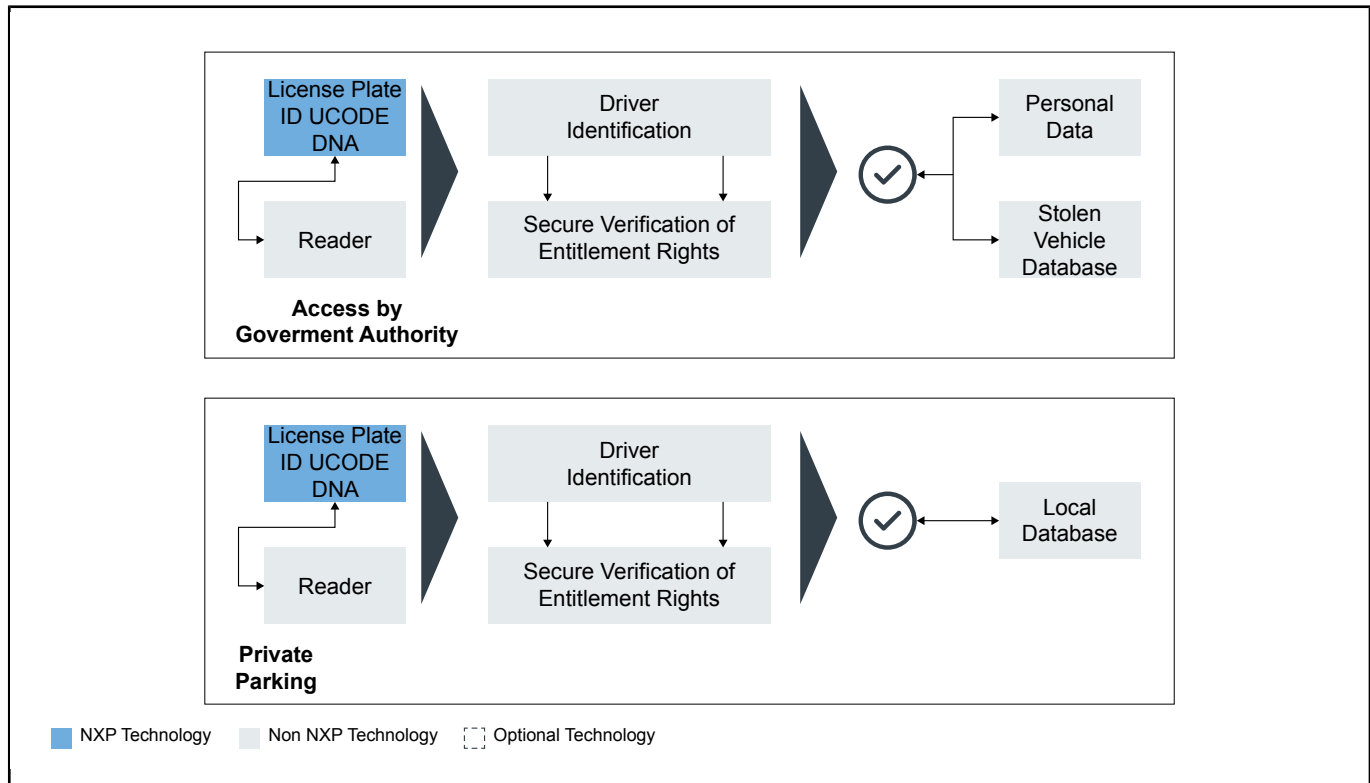 License Plate
ID UCODE
DNA
Reader
Access by
Goverment Authority
Driver
Identification
Secure Verification of
Entitlement Rights
Personal
Data
Stolen
Vehicle
Database
License Plate
ID UCODE
DNA
Reader
Private
Parking
Driver
Identification
Secure Verification of
Entitlement Rights
Local
Database
NXP Technology
Non NXP Technology
Optional Technology